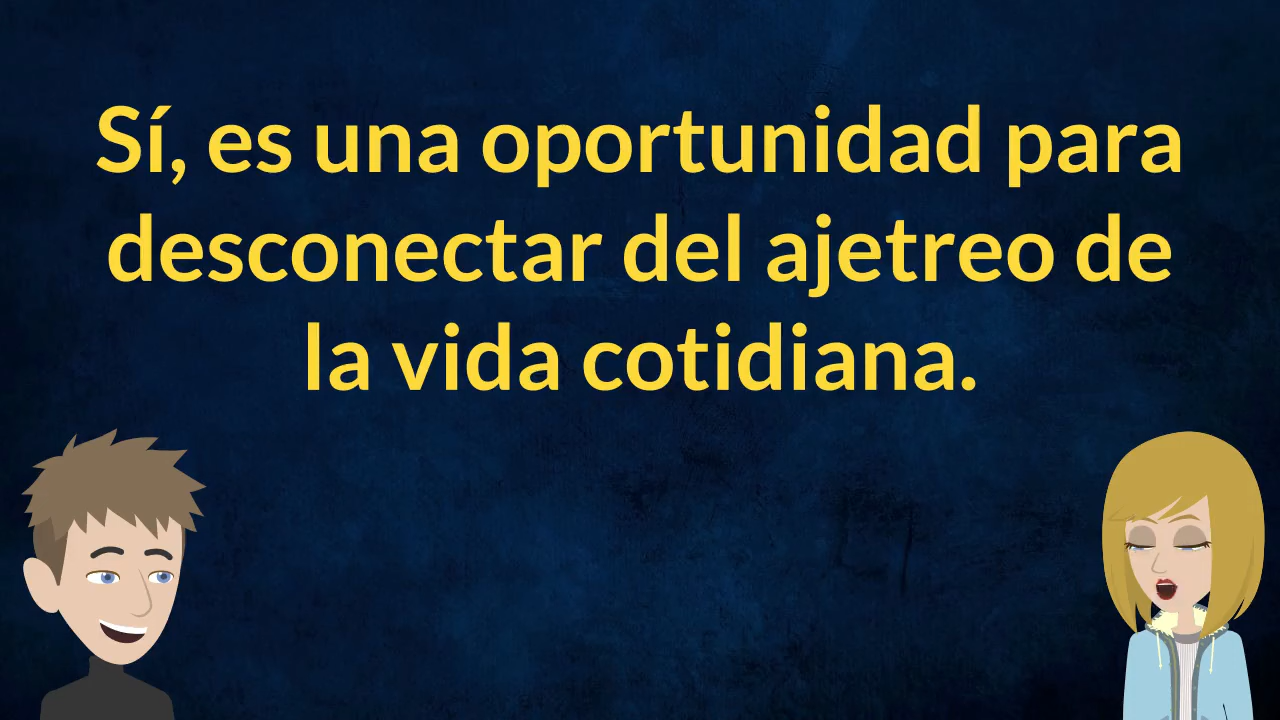 Sí, es una oportunidad para
desconectar del ajetreo de
la vida cotidiana.